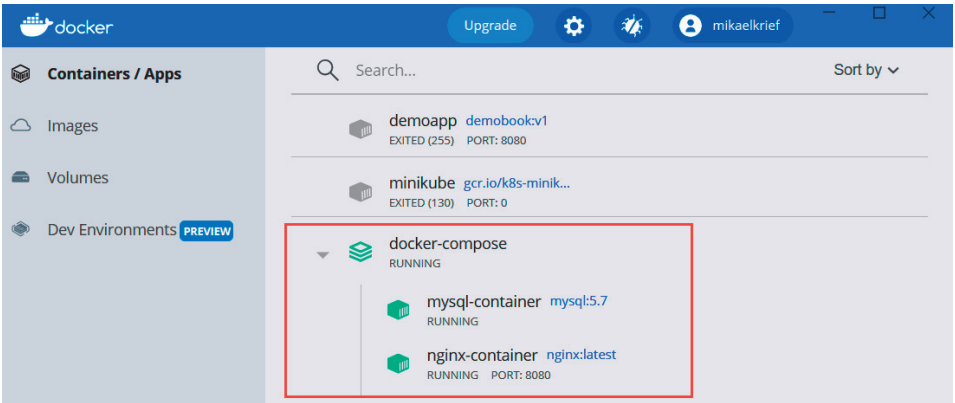 docker
Upgrade
mikaelkrief
Containers / Apps
Images
Volumes
Dev Environments PREVIEW
Search...
Sort by
demoapp demobook:v1
EXITED (255) PORT: 8080
minikube gcr.io/k8s-minik...
EXITED (130) PORT: 0
docker-compose
RUNNING
mysql-container mysql:5.7
RUNNING
nginx-container nginx:latest
RUNNING PORT: 8080